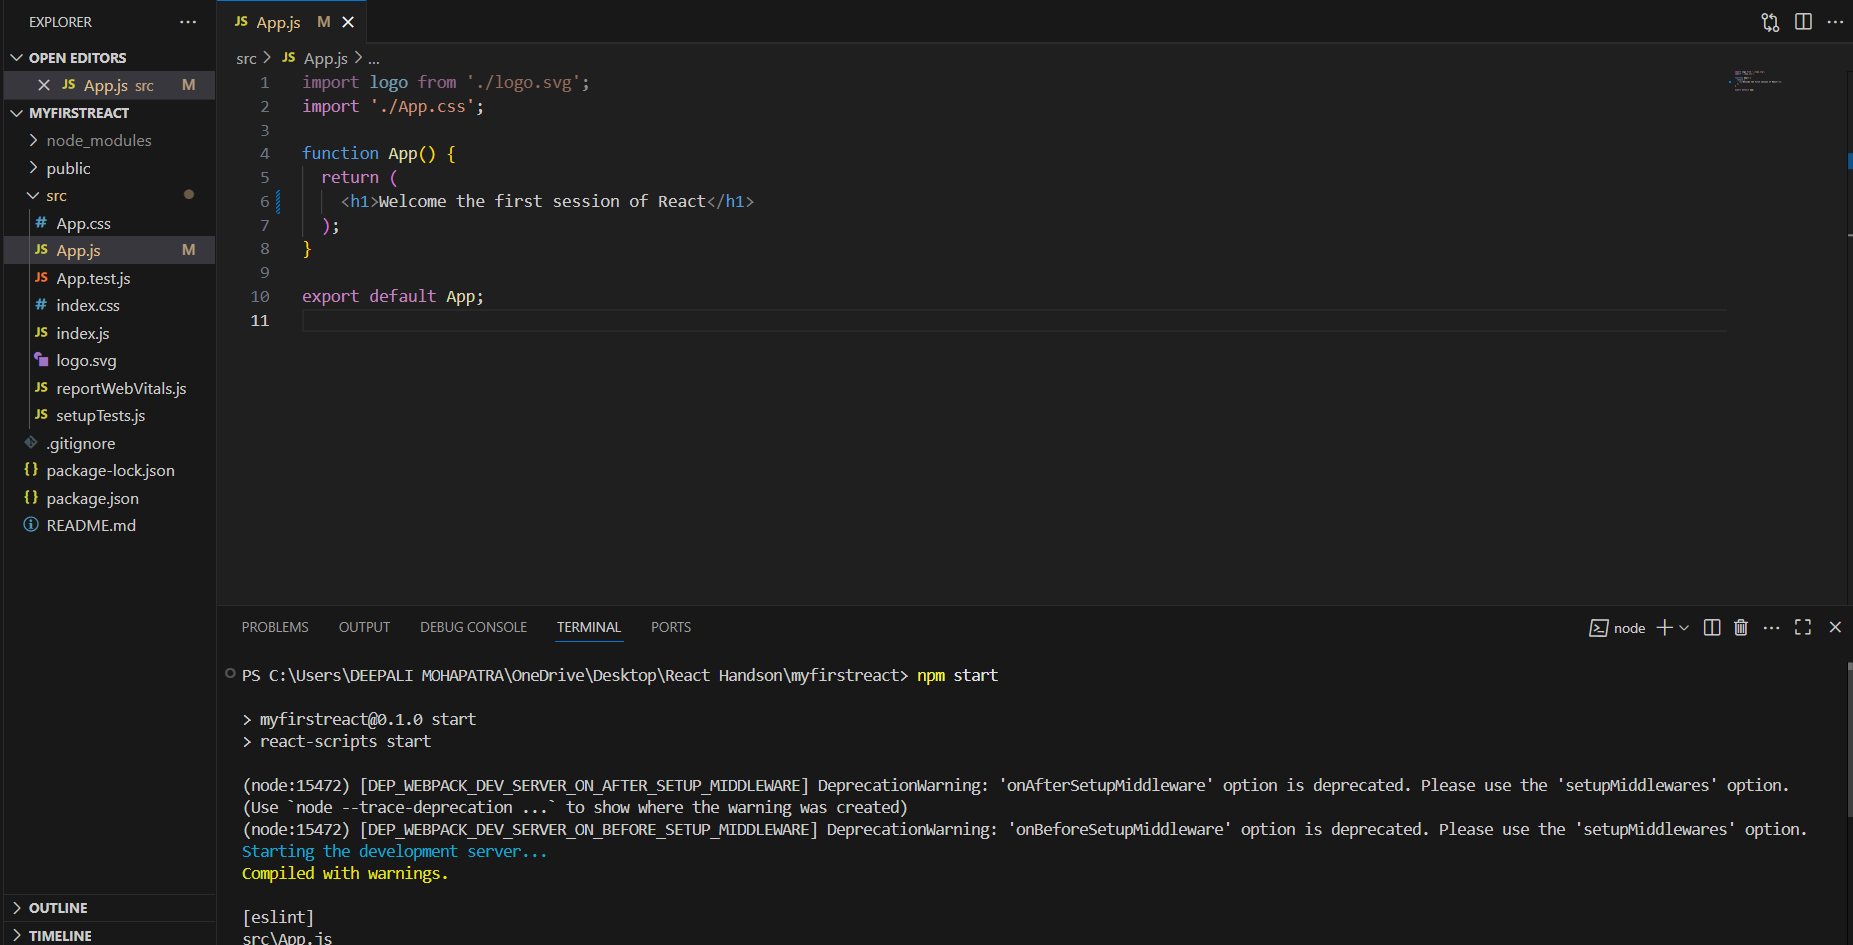 EXPLORER
OPEN EDITORS
JS App.js src M
MYFIRSTREACT
node_modules
public
src
# App.css
JS App.js M
JS App.test.js
# index.css
JS index.js
logo.svg
JS reportWebVitals.js
JS setupTests.js
.gitignore
{} package-lock.json
{} package.json
README.md
OUTLINE
TIMELINE
JS App.js M
src > JS App.js > ...
1 import logo from './logo.svg';
2 import './App.css';
3
4 function App() {
5 return (
6 <h1>Welcome the first session of React</h1>
7 );
8 }
9
10 export default App;
11
PROBLEMS OUTPUT DEBUG CONSOLE TERMINAL PORTS node
PS C:\Users\DEEPALI MOHAPATRA\OneDrive\Desktop\React Handson\myfirstreact> npm start
> myfirstreact@0.1.0 start
> react-scripts start
(node:15472) [DEP_WEBPACK_DEV_SERVER_ON_AFTER_SETUP_MIDDLEWARE] DeprecationWarning: 'onAfterSetupMiddleware' option is deprecated. Please use the 'setupMiddlewares' option.
(Use `node --trace-deprecation ...` to show where the warning was created)
(node:15472) [DEP_WEBPACK_DEV_SERVER_ON_BEFORE_SETUP_MIDDLEWARE] DeprecationWarning: 'onBeforeSetupMiddleware' option is deprecated. Please use the 'setupMiddlewares' option.
Starting the development server...
Compiled with warnings.
[eslint]
src\App.js